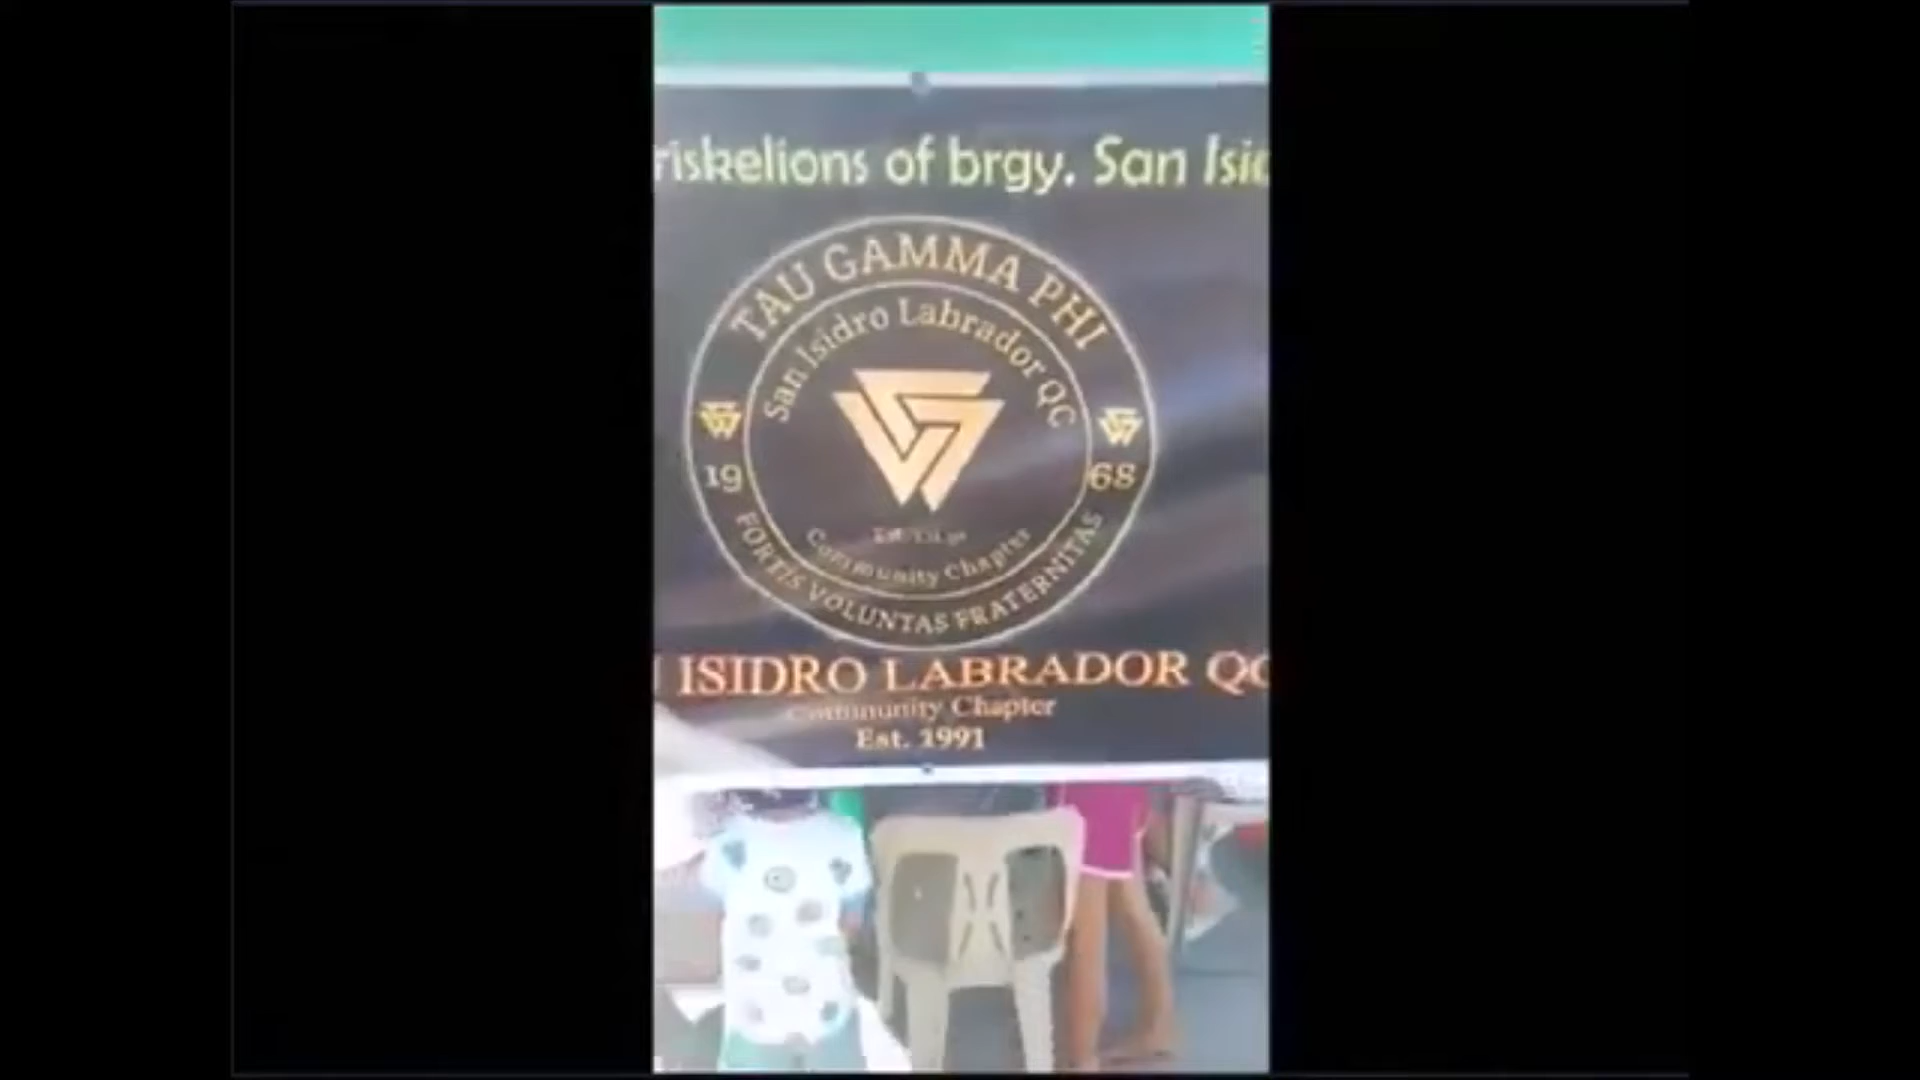 riskelions of brgy. San Isid
TAU GAMMA PHI
San Isidro Labrador QC
19 68
Community Chapter
FORTIS VOLUNTAS FRATERNITAS
ISIDRO LABRADOR QC
Community Chapter
Est. 1991